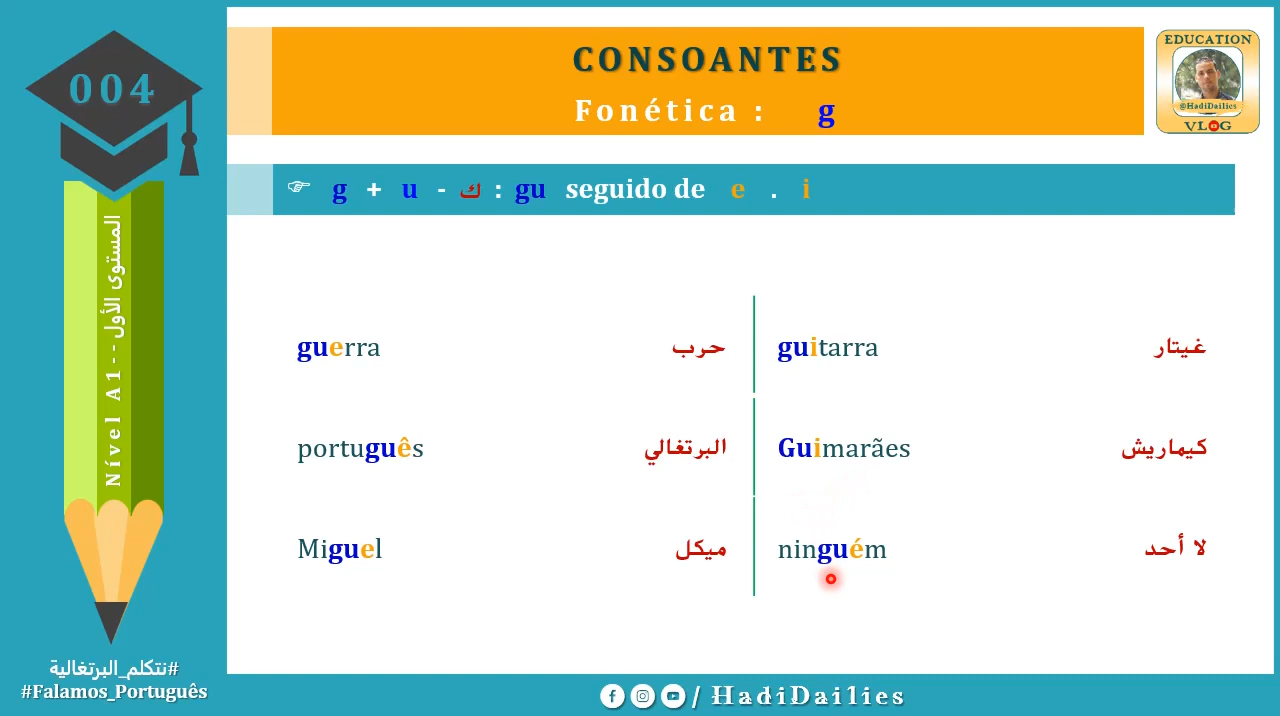 004
المستوى الأول -- Nível A1
#نتكلم_البرتغالية
#Falamos_Português
CONSOANTES
Fonética : g
EDUCATION
@HadiDailies
VLOG
☞ g + u - ك : gu seguido de e . i
guerra حرب
guitarra غيتار
português البرتغالي
Guimarães كيماريش
Miguel ميكل
ninguém لا أحد
/ HadiDailies